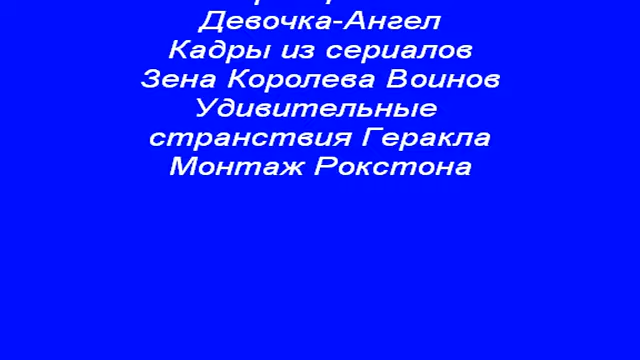 Девочка-Ангел
Кадры из сериалов
Зена Королева Воинов
Удивительные
странствия Геракла
Монтаж Рокстона